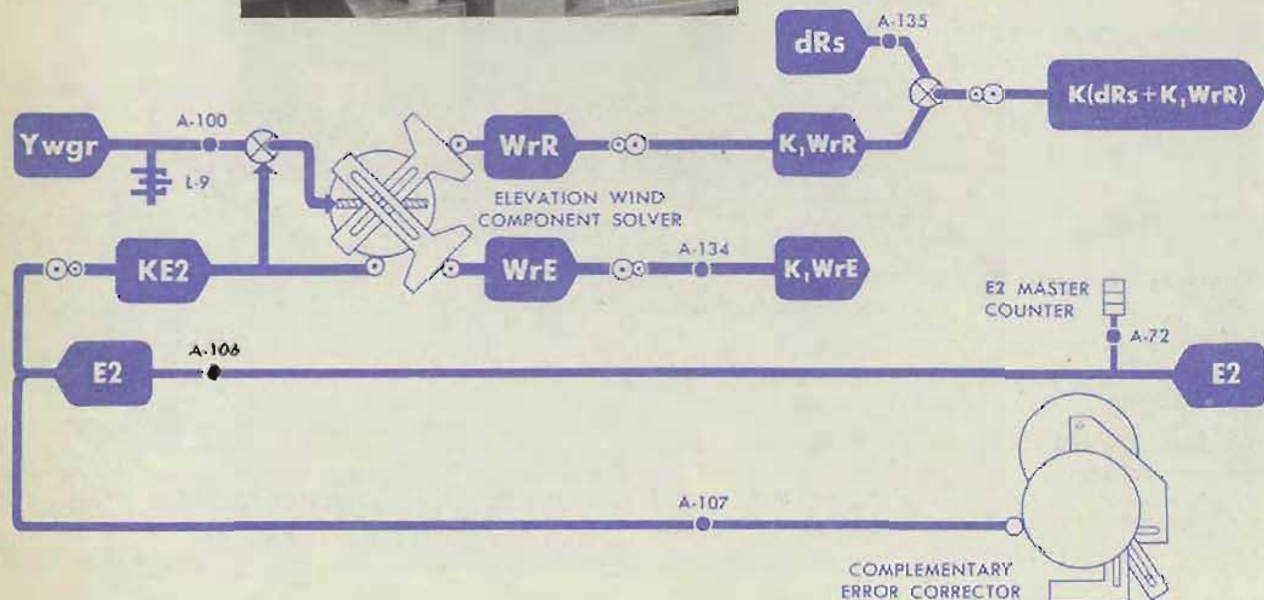 dRs
A-135
K(dRs+K₁WrR)
Ywgr
A-100
L-9
WrR
K₁WrR
ELEVATION WIND
COMPONENT SOLVER
KE2
WrE
A-134
K₁WrE
E2 MASTER
COUNTER
A-72
E2
A-106
E2
A-107
COMPLEMENTARY
ERROR CORRECTOR